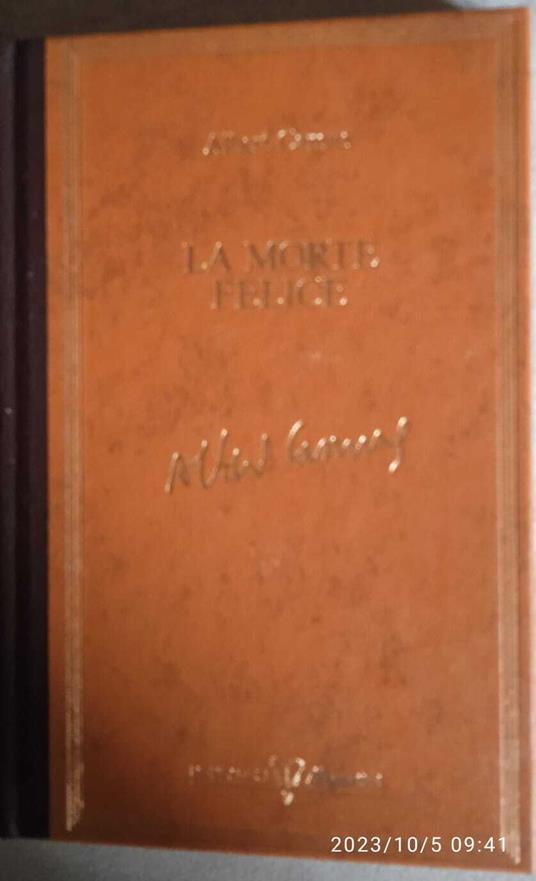 Albert Camus
LA MORTE
FELICE
Albert Camus
2023/10/5 09:41